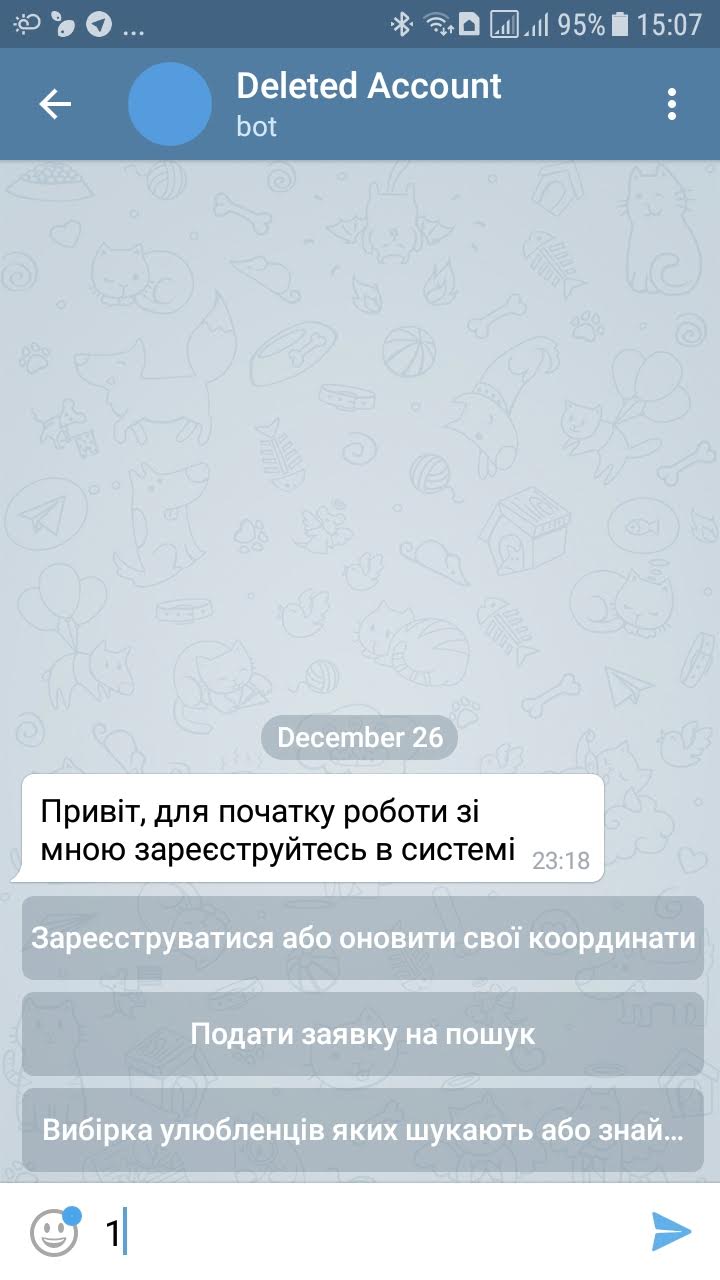 ... 95% 15:07
Deleted Account
bot
December 26
Привіт, для початку роботи зі
мною зареєструйтесь в системі 23:18
Зареєструватися або оновити свої координати
Подати заявку на пошук
Вибірка улюбленців яких шукають або знай...
1